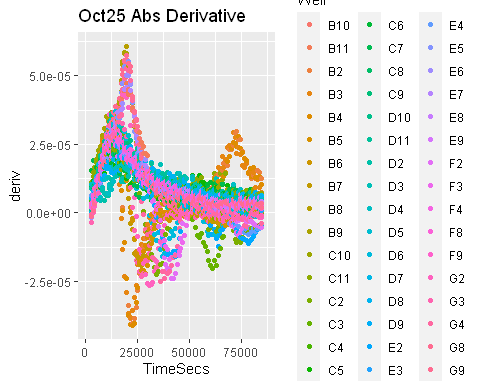 Oct25 Abs Derivative
deriv
5.0e-05
2.5e-05
0.0e+00
-2.5e-05
0
25000
50000
75000
TimeSecs
Well
B10
B11
B2
B3
B4
B5
B6
B7
B8
B9
C10
C11
C2
C3
C4
C5
C6
C7
C8
C9
D10
D11
D2
D3
D4
D5
D6
D7
D8
D9
E2
E3
E4
E5
E6
E7
E8
E9
F2
F3
F4
F8
F9
G2
G3
G4
G8
G9